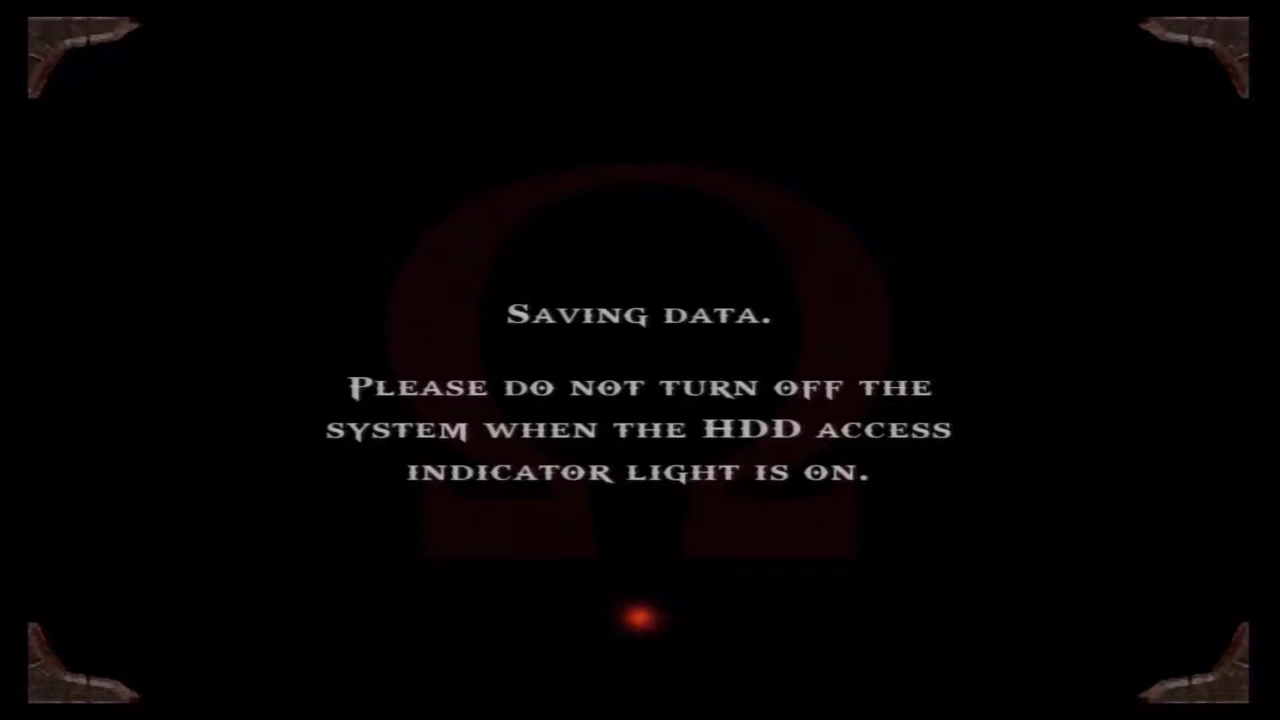 Saving data.
Please do not turn off the
system when the HDD access
indicator light is on.